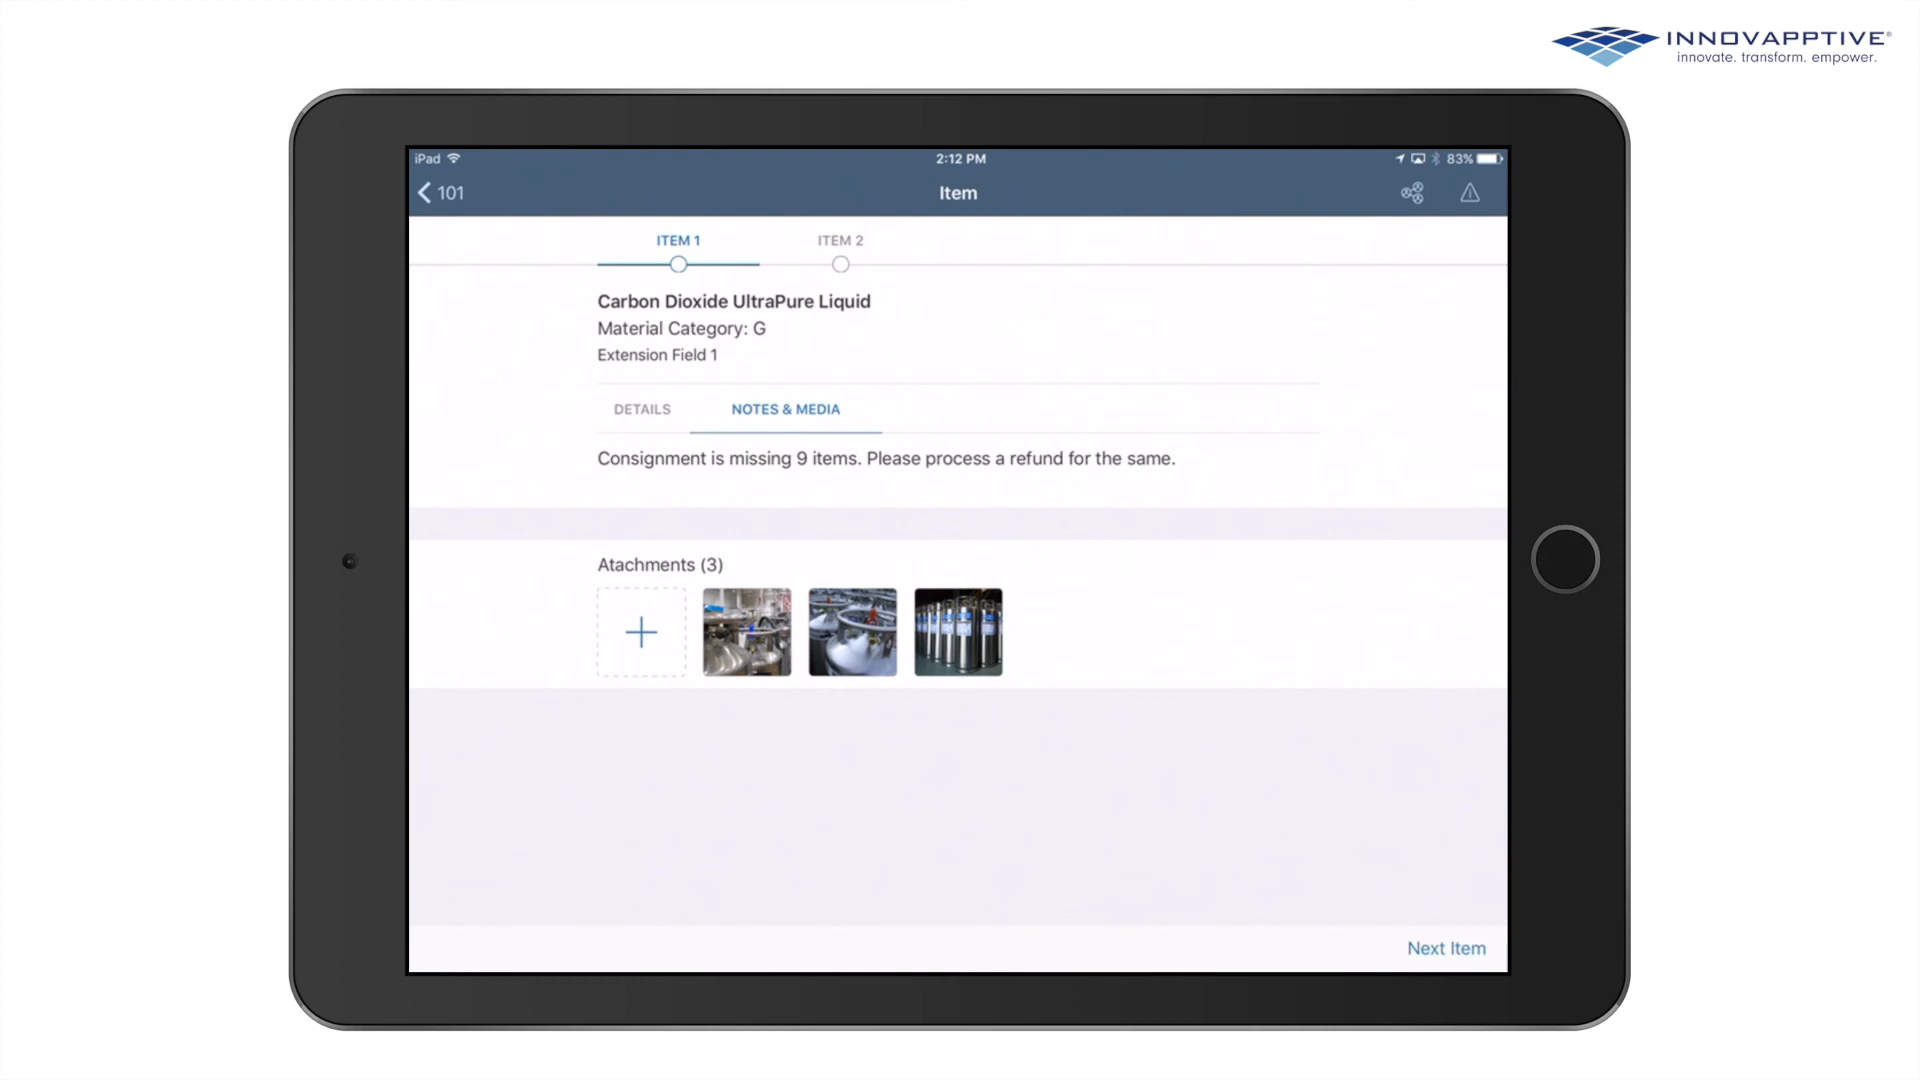 INNOVAPPTIVE®
innovate. transform. empower.
iPad 2:12 PM 83%
101 Item
ITEM 1 ITEM 2
Carbon Dioxide UltraPure Liquid
Material Category: G
Extension Field 1
DETAILS NOTES & MEDIA
Consignment is missing 9 items. Please process a refund for the same.
Atachments (3)
Next Item